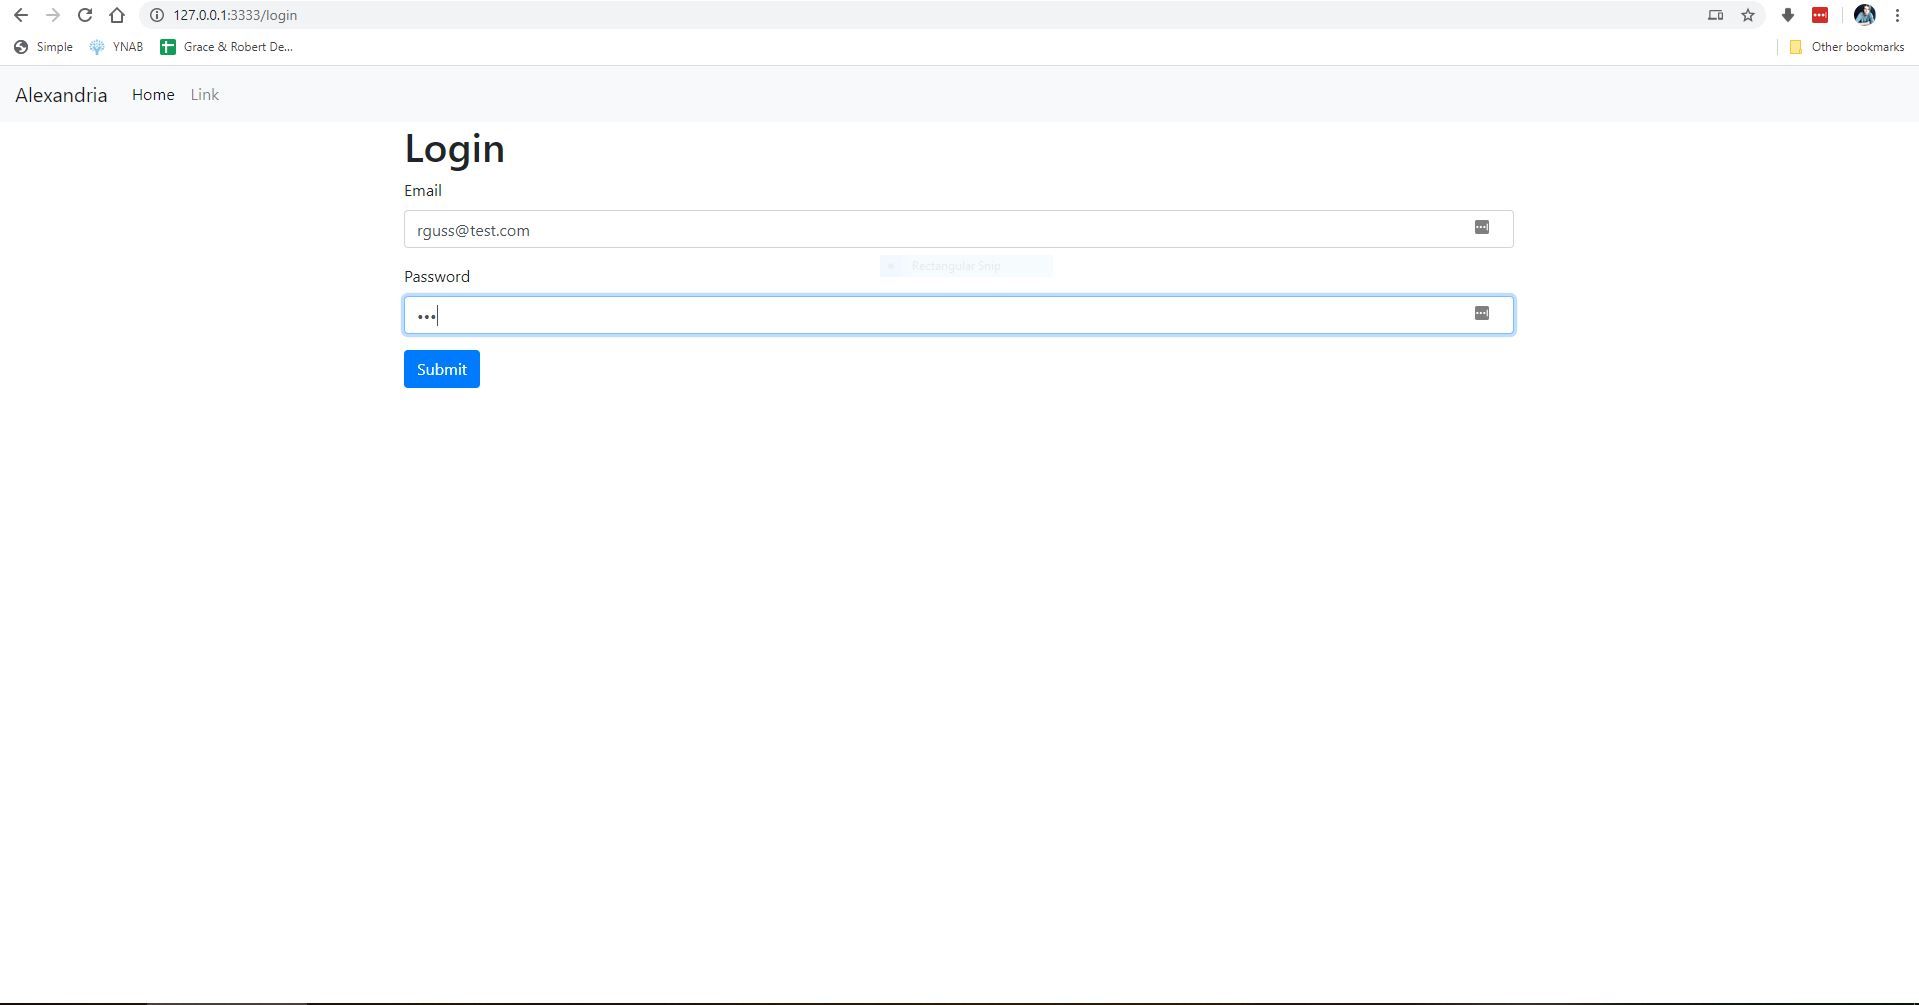 127.0.0.1:3333/login
Simple YNAB Grace & Robert De... Other bookmarks
Alexandria Home Link
Login
Email
rguss@test.com
Rectangular Snip
Password
•••
Submit